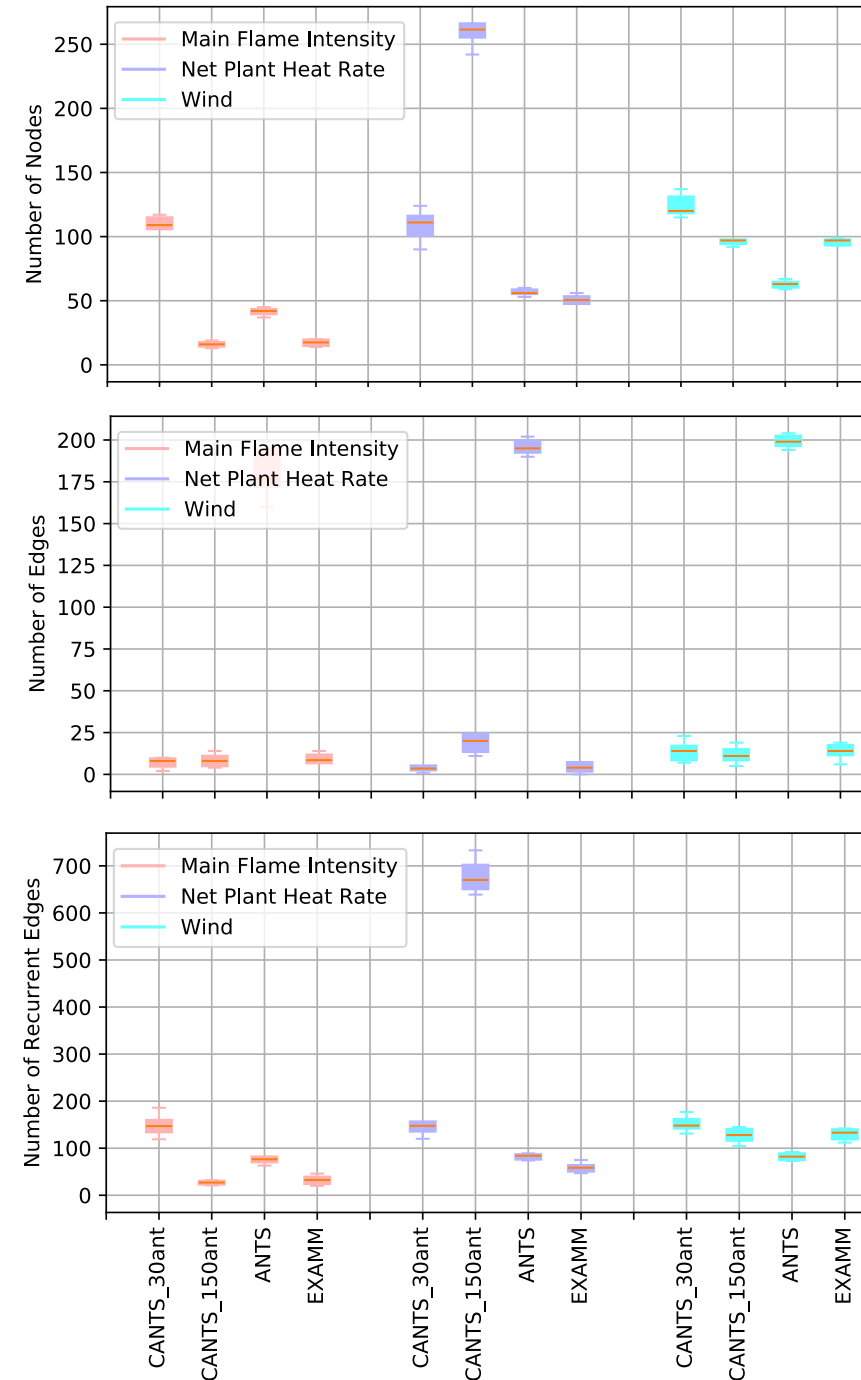 Number of Nodes
250
200
150
100
50
0
Main Flame Intensity
Net Plant Heat Rate
Wind
Number of Edges
200
175
150
125
100
75
50
25
0
Main Flame Intensity
Net Plant Heat Rate
Wind
Number of Recurrent Edges
700
600
500
400
300
200
100
0
Main Flame Intensity
Net Plant Heat Rate
Wind
CANTS_30ant
CANTS_150ant
ANTS
EXAMM
CANTS_30ant
CANTS_150ant
ANTS
EXAMM
CANTS_30ant
CANTS_150ant
ANTS
EXAMM